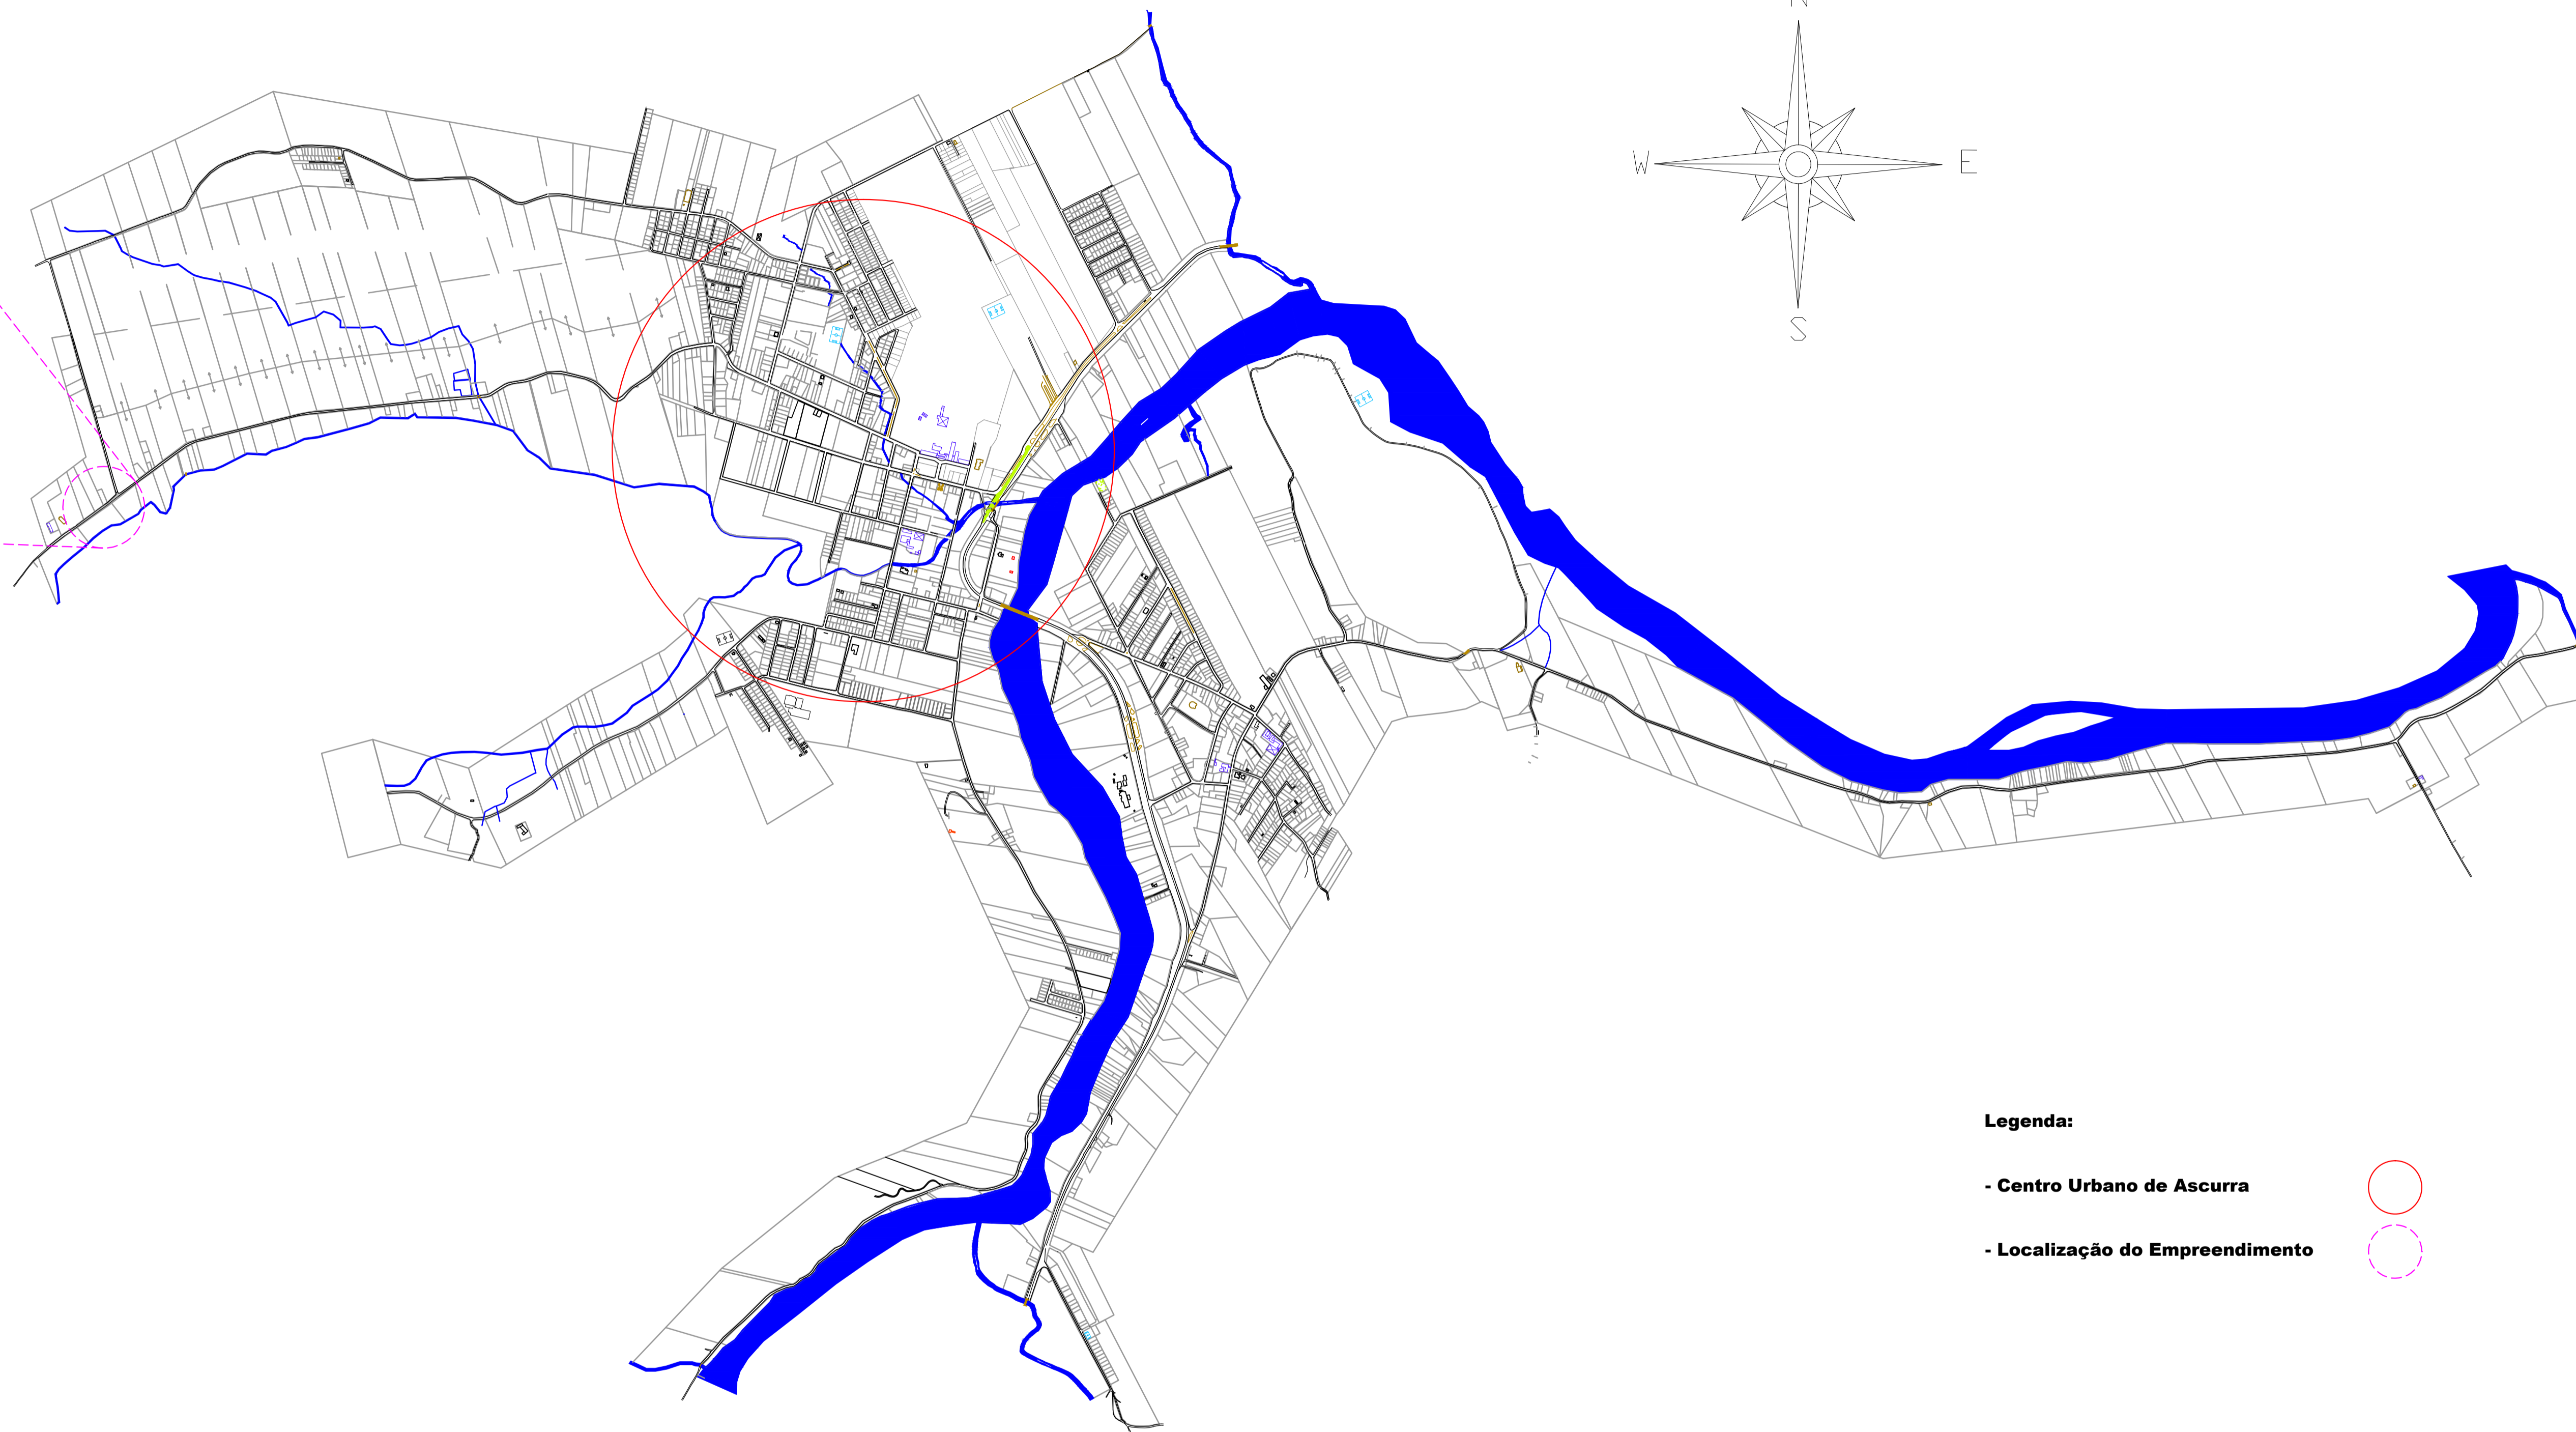 N
W
E
S
Legenda:
- Centro Urbano de Ascurra
- Localização do Empreendimento